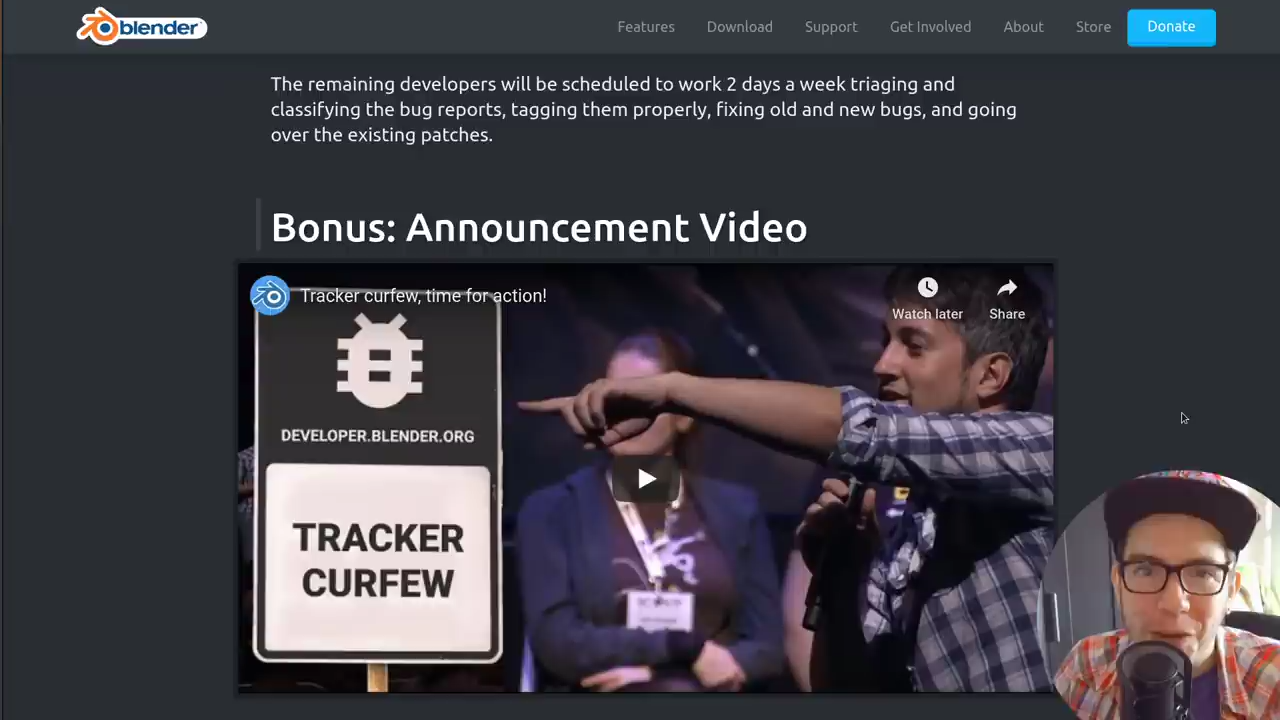 blender
Features
Download
Support
Get Involved
About
Store
Donate
The remaining developers will be scheduled to work 2 days a week triaging and
classifying the bug reports, tagging them properly, fixing old and new bugs, and going
over the existing patches.
Bonus: Announcement Video
Tracker curfew, time for action!
Watch later
Share
DEVELOPER.BLENDER.ORG
TRACKER
CURFEW